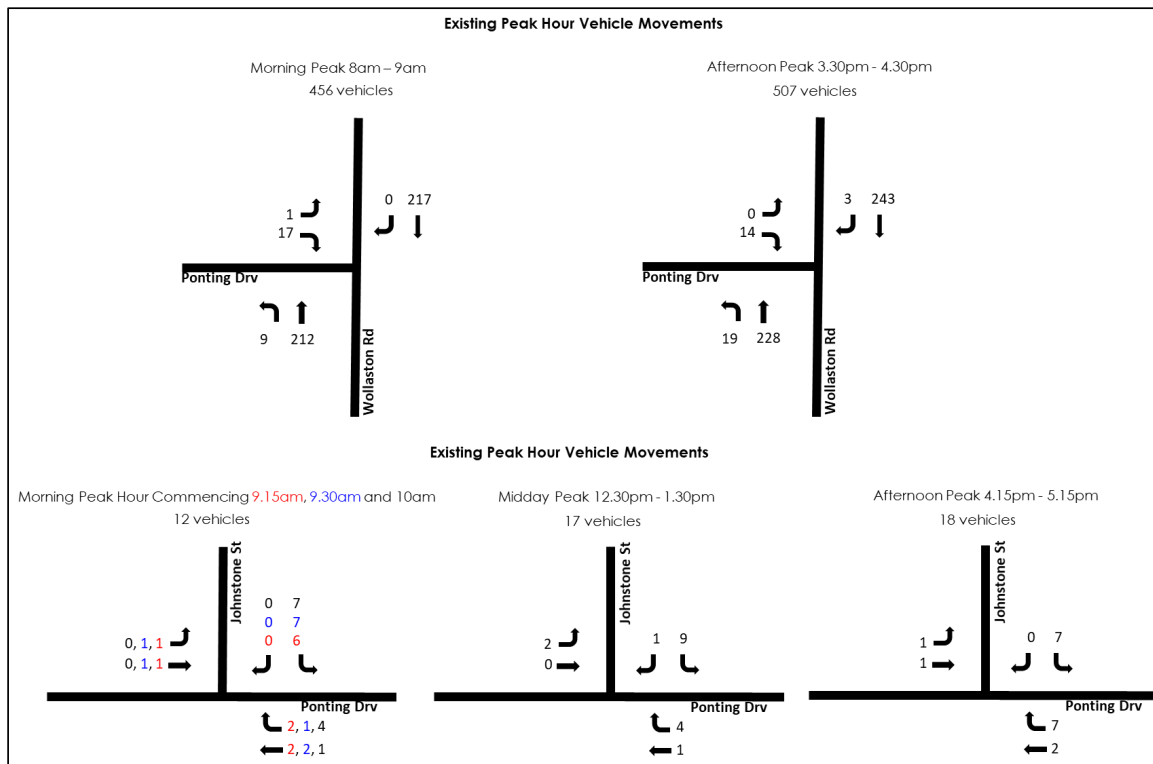 Existing Peak Hour Vehicle Movements
Morning Peak 8am – 9am
456 vehicles
0 217
1
17
Ponting Drv
9 212
Wollaston Rd
Afternoon Peak 3.30pm - 4.30pm
507 vehicles
3 243
0
14
Ponting Drv
19 228
Wollaston Rd
Existing Peak Hour Vehicle Movements
Morning Peak Hour Commencing 9.15am, 9.30am and 10am
12 vehicles
Johnstone St
0 7
0 7
0 6
0, 1, 1
0, 1, 1
Ponting Drv
2, 1, 4
2, 2, 1
Midday Peak 12.30pm - 1.30pm
17 vehicles
Johnstone St
2
1 9
0
Ponting Drv
4
1
Afternoon Peak 4.15pm - 5.15pm
18 vehicles
Johnstone St
1
0 7
1
Ponting Drv
7
2